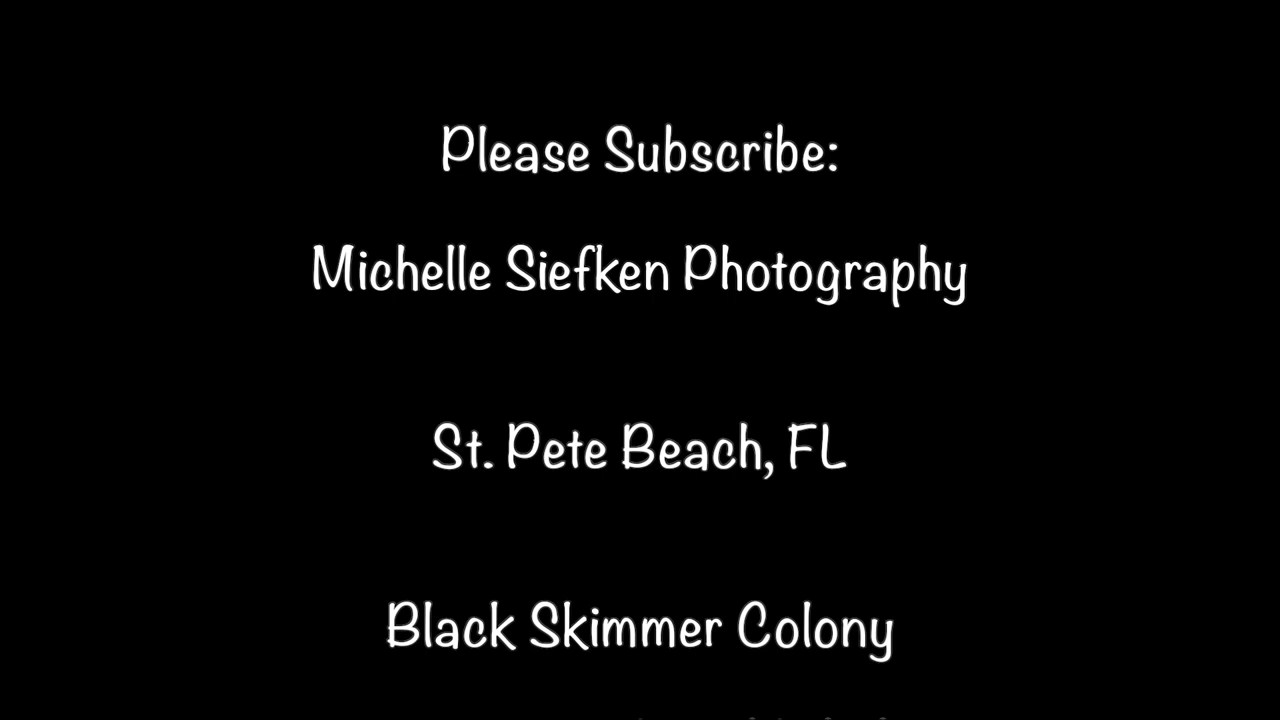 Please Subscribe:
Michelle Siefken Photography
St. Pete Beach, FL
Black Skimmer Colony